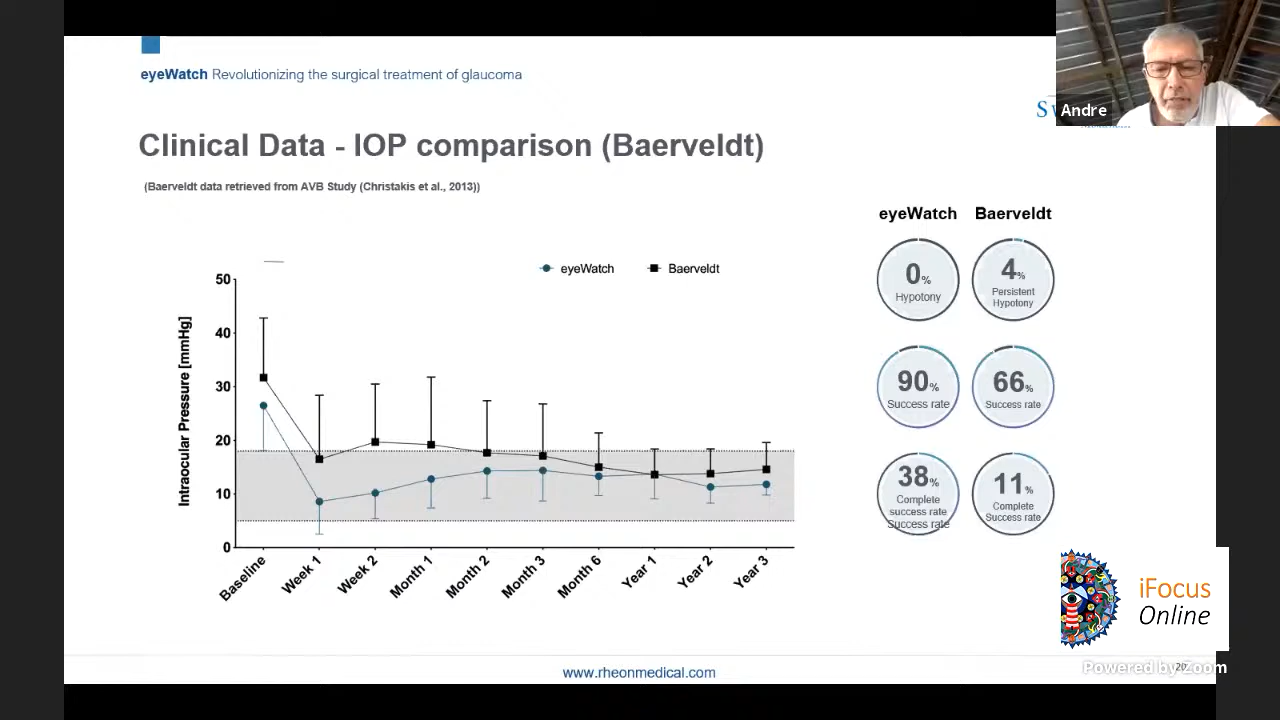 eyeWatch Revolutionizing the surgical treatment of glaucoma
Andre
Clinical Data - IOP comparison (Baerveldt)
(Baerveldt data retrieved from AVB Study (Christakis et al., 2013))
eyeWatch Baerveldt
eyeWatch Baerveldt
50
40
30
20
10
0
Intraocular Pressure [mmHg]
Baseline
Week 1
Week 2
Month 1
Month 2
Month 3
Month 6
Year 1
Year 2
Year 3
0%
Hypotony
4%
Persistent
Hypotony
90%
Success rate
66%
Success rate
38%
Complete
success rate
Success rate
11%
Complete
Success rate
iFocus
Online
www.rheonmedical.com
20
Powered by Zoom